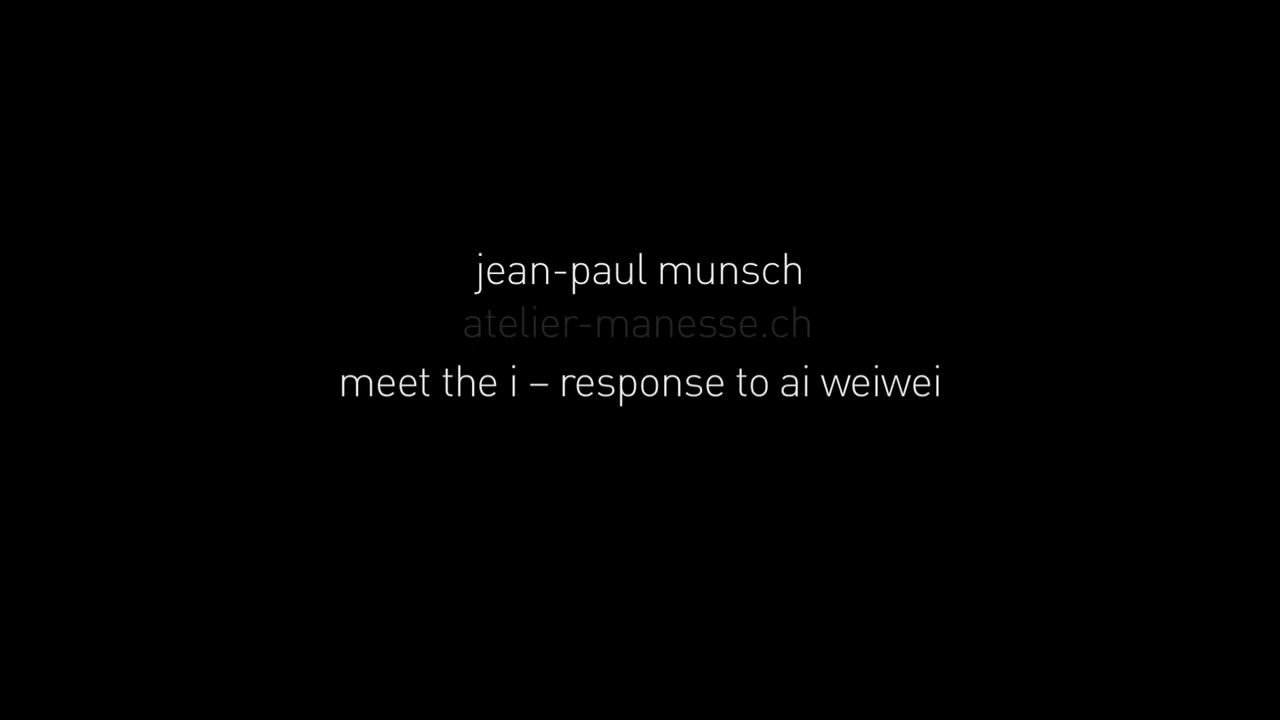 jean-paul munsch
atelier-manesse.ch
meet the i – response to ai weiwei